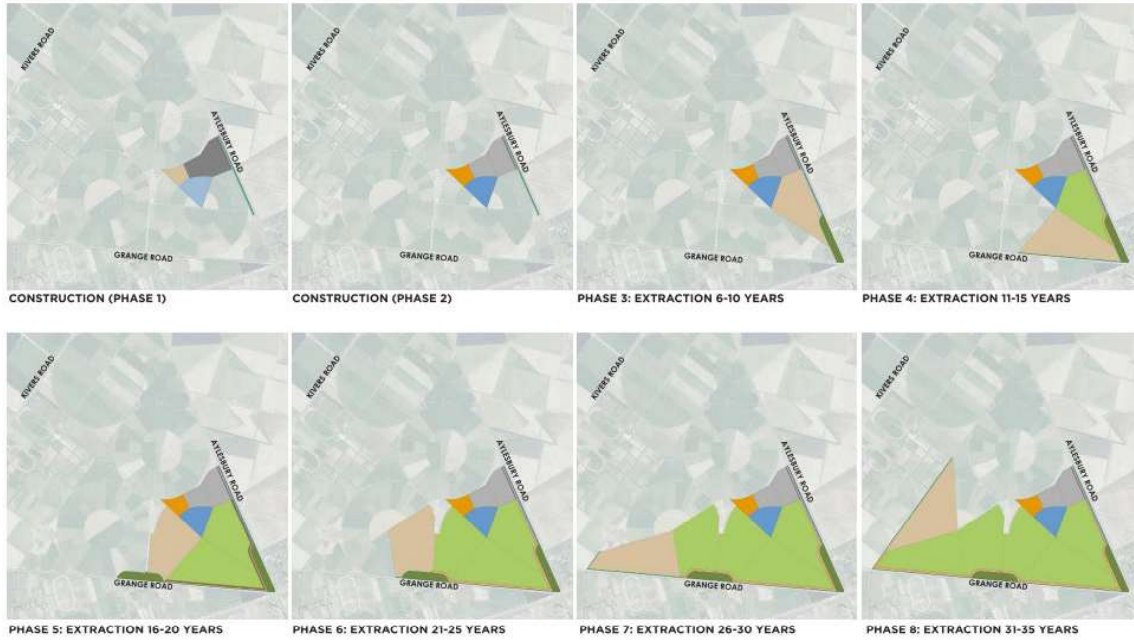 KIVERS ROAD
AYLESBURY ROAD
GRANGE ROAD
CONSTRUCTION (PHASE 1)
KIVERS ROAD
AYLESBURY ROAD
GRANGE ROAD
CONSTRUCTION (PHASE 2)
KIVERS ROAD
AYLESBURY ROAD
GRANGE ROAD
PHASE 3: EXTRACTION 6-10 YEARS
KIVERS ROAD
AYLESBURY ROAD
GRANGE ROAD
PHASE 4: EXTRACTION 11-15 YEARS
KIVERS ROAD
AYLESBURY ROAD
GRANGE ROAD
PHASE 5: EXTRACTION 16-20 YEARS
KIVERS ROAD
AYLESBURY ROAD
GRANGE ROAD
PHASE 6: EXTRACTION 21-25 YEARS
KIVERS ROAD
AYLESBURY ROAD
GRANGE ROAD
PHASE 7: EXTRACTION 26-30 YEARS
KIVERS ROAD
AYLESBURY ROAD
GRANGE ROAD
PHASE 8: EXTRACTION 31-35 YEARS